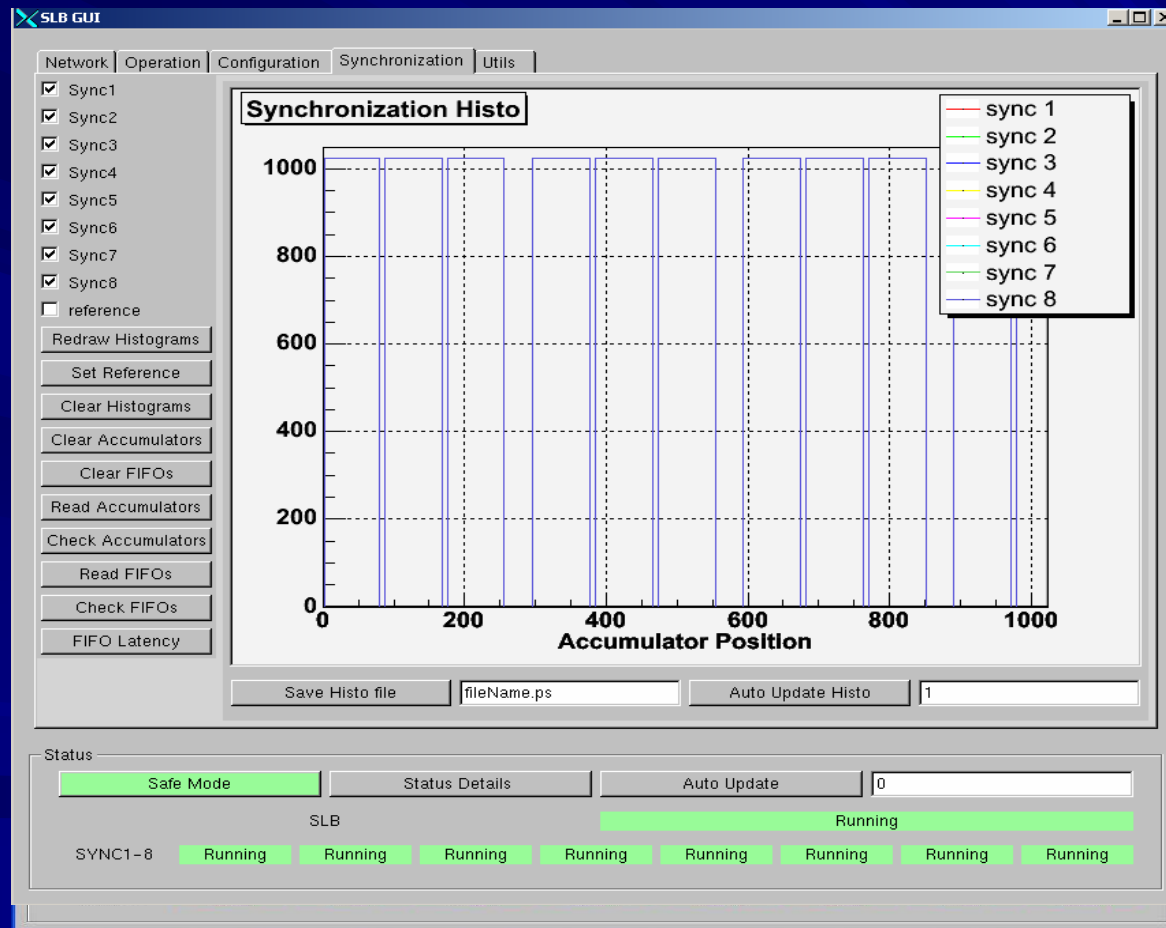 SLB GUI
Network Operation Configuration Synchronization Utils
Sync1
Sync2
Sync3
Sync4
Sync5
Sync6
Sync7
Sync8
reference
Redraw Histograms
Set Reference
Clear Histograms
Clear Accumulators
Clear FIFOs
Read Accumulators
Check Accumulators
Read FIFOs
Check FIFOs
FIFO Latency
Synchronization Histo
sync 1
sync 2
sync 3
sync 4
sync 5
sync 6
sync 7
sync 8
1000
800
600
400
200
0
0 200 400 600 800 1000
Accumulator Position
Save Histo file fileName.ps Auto Update Histo 1
Status
Safe Mode Status Details Auto Update 0
SLB Running
SYNC1-8 Running Running Running Running Running Running Running Running